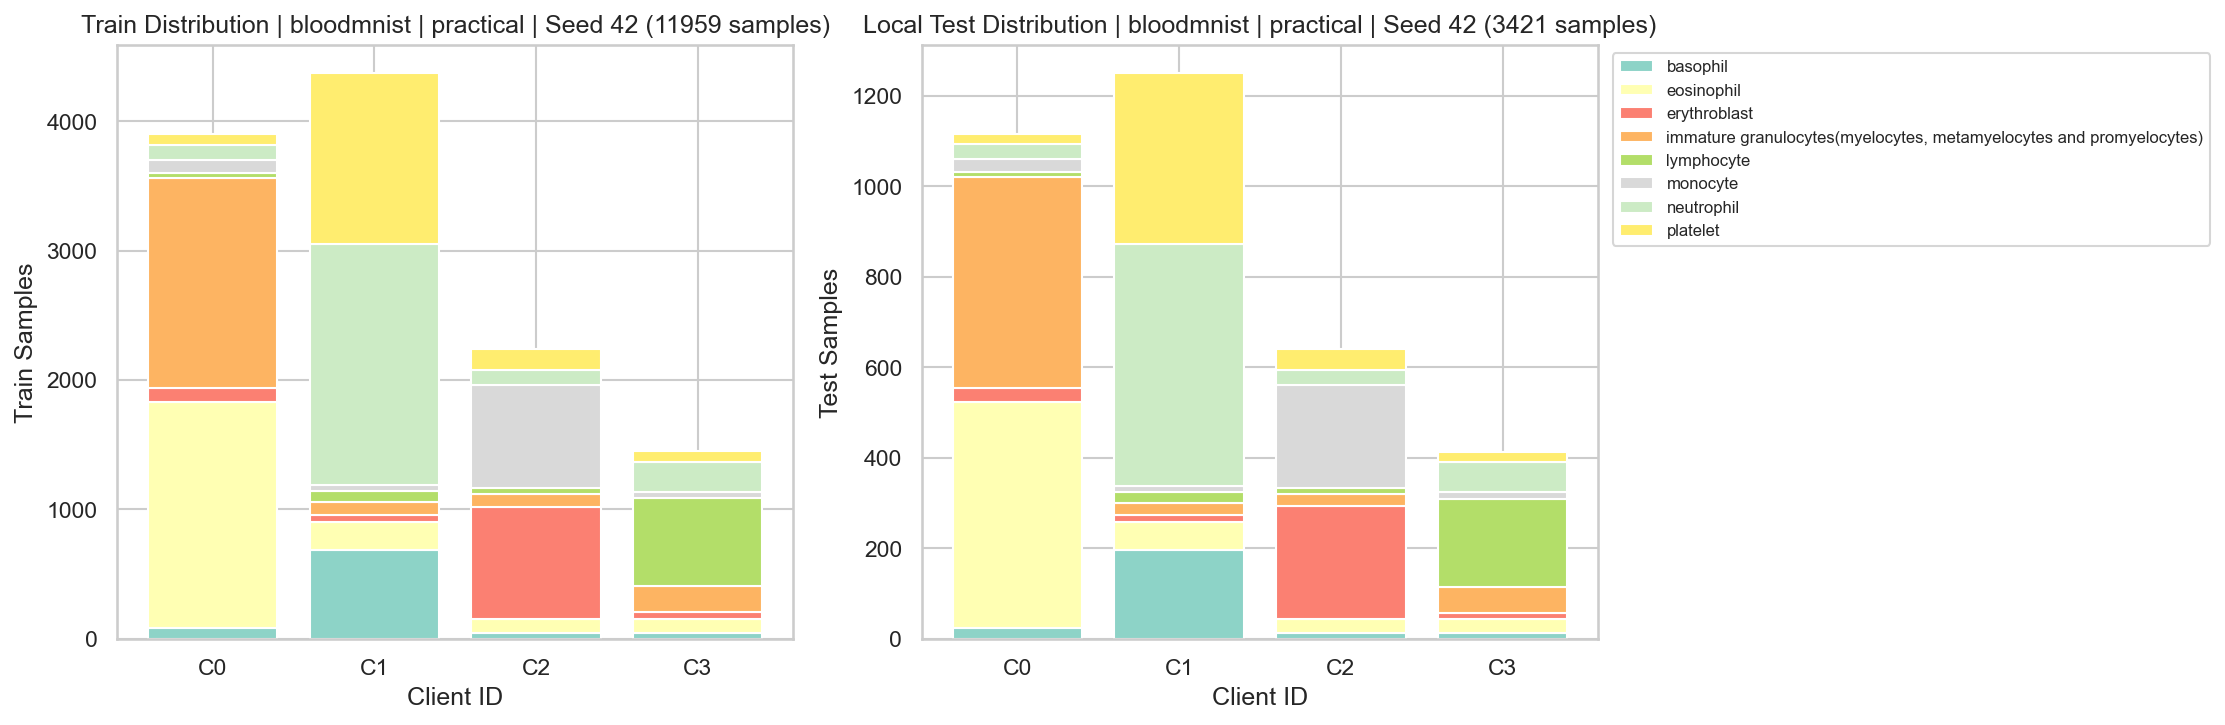 Train Distribution | bloodmnist | practical | Seed 42 (11959 samples)
Train Samples
4000
3000
2000
1000
0
C0 C1 C2 C3
Client ID
Local Test Distribution | bloodmnist | practical | Seed 42 (3421 samples)
Test Samples
1200
1000
800
600
400
200
0
C0 C1 C2 C3
Client ID
basophil
eosinophil
erythroblast
immature granulocytes(myelocytes, metamyelocytes and promyelocytes)
lymphocyte
monocyte
neutrophil
platelet